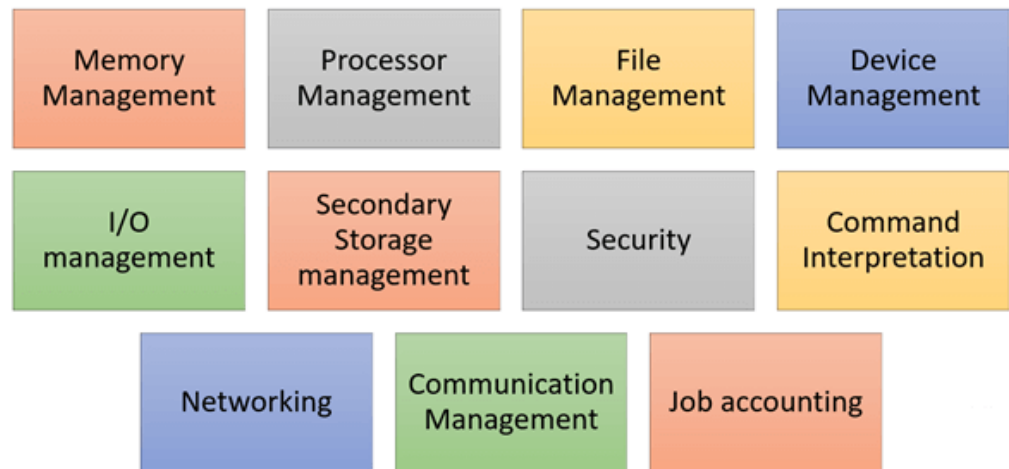 Memory
Management
Processor
Management
File
Management
Device
Management
I/O
management
Secondary
Storage
management
Security
Command
Interpretation
Networking
Communication
Management
Job accounting